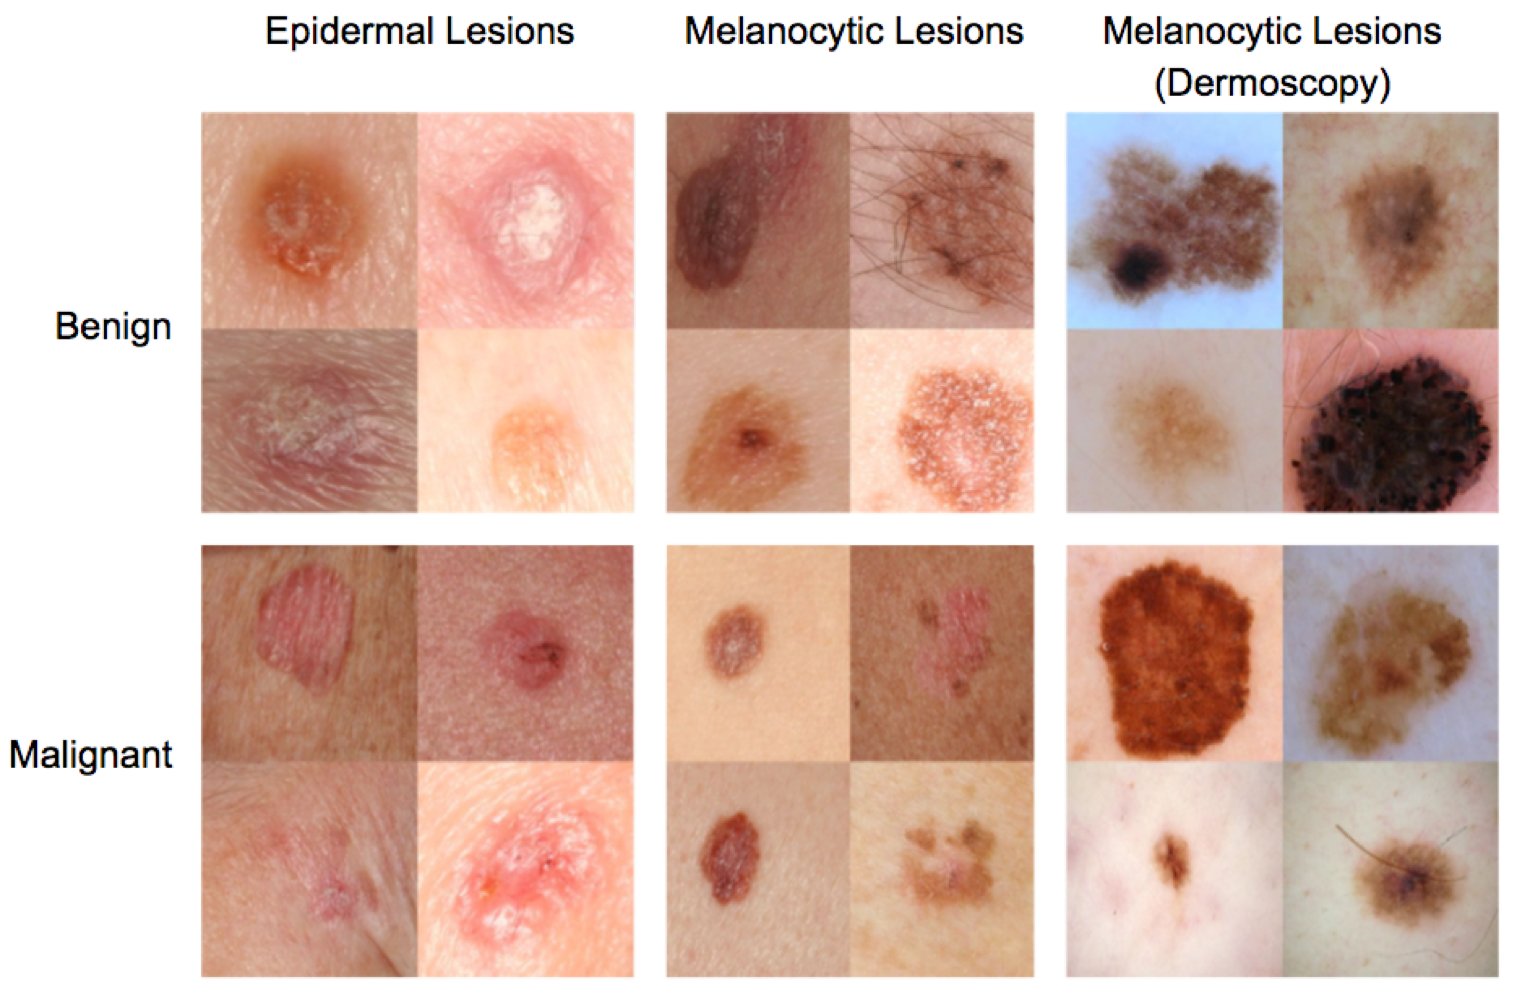 Epidermal Lesions
Melanocytic Lesions
Melanocytic Lesions
(Dermoscopy)
Benign
Malignant